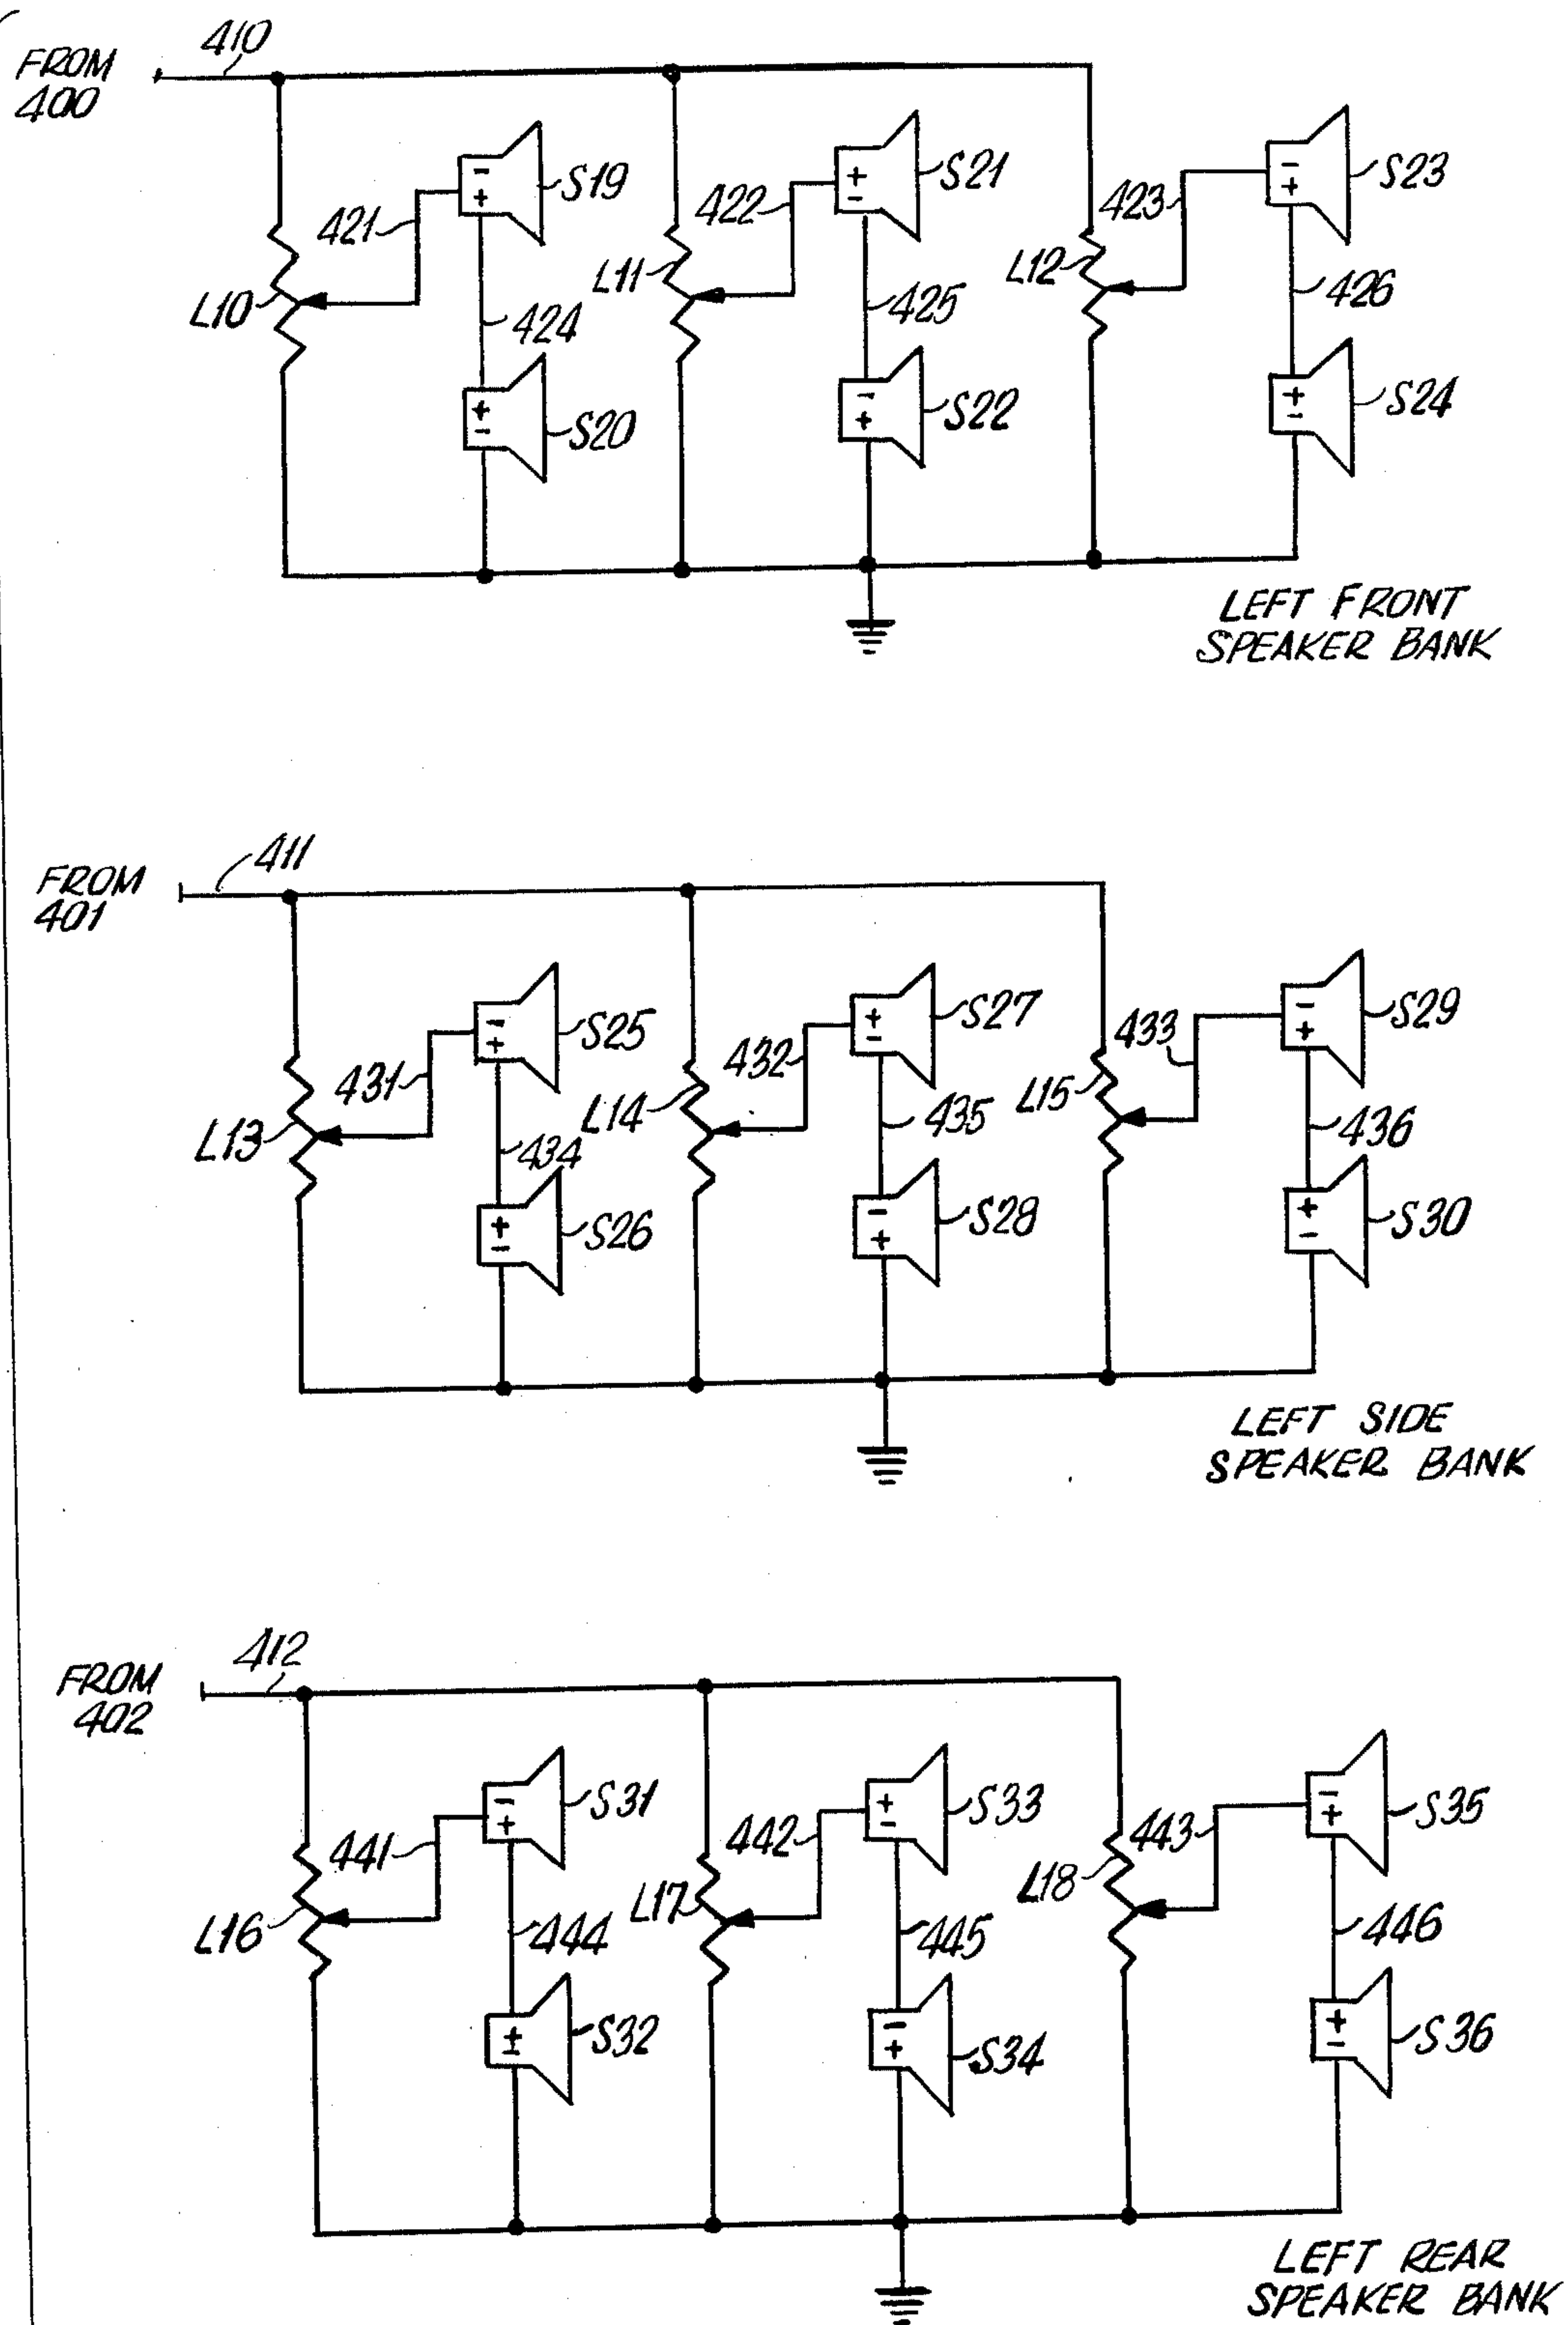 FROM
400
410
S19
S21
S23
421
422
423
L10
L11
L12
424
425
426
S20
S22
S24
LEFT FRONT
SPEAKER BANK
FROM
401
411
S25
S27
S29
431
432
433
L13
L14
L15
434
435
436
S26
S28
S30
LEFT SIDE
SPEAKER BANK
FROM
402
412
S31
S33
S35
441
442
443
L16
L17
L18
444
445
446
S32
S34
S36
LEFT REAR
SPEAKER BANK